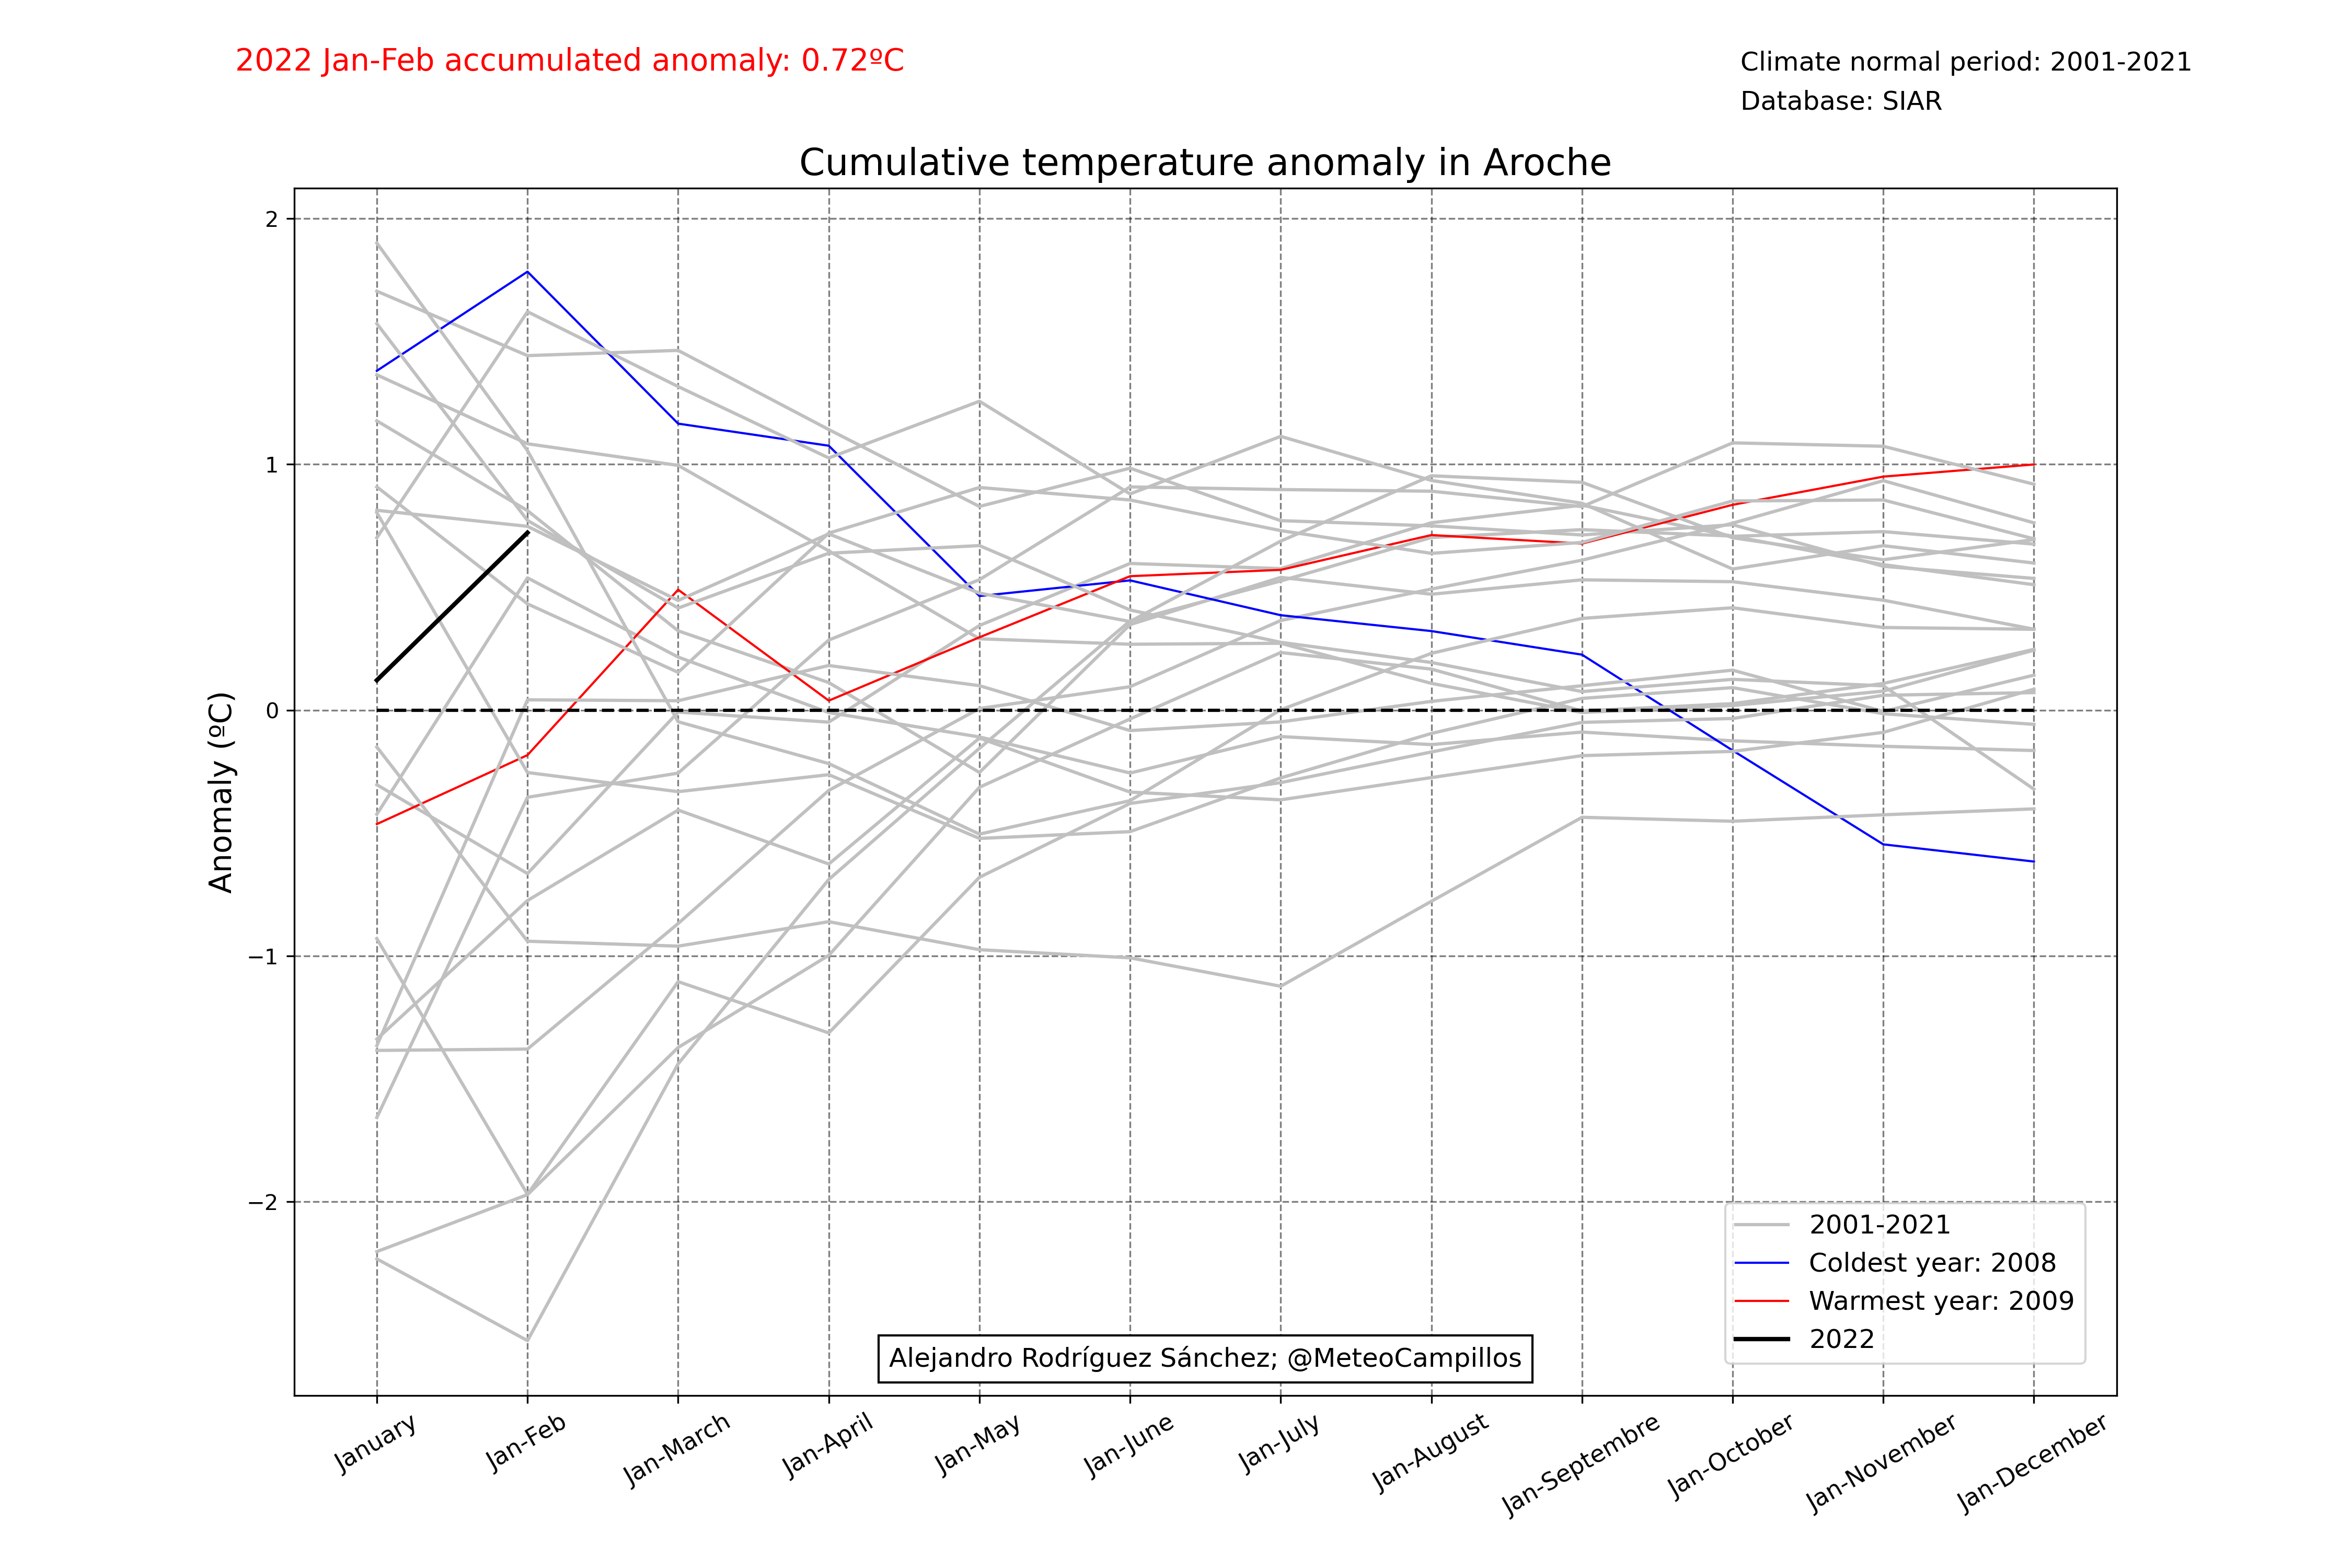 2022 Jan-Feb accumulated anomaly: 0.72ºC
Climate normal period: 2001-2021
Database: SIAR
Cumulative temperature anomaly in Aroche
Anomaly (ºC)
2
1
0
−1
−2
2001-2021
Coldest year: 2008
Warmest year: 2009
2022
Alejandro Rodríguez Sánchez; @MeteoCampillos
January
Jan-Feb
Jan-March
Jan-April
Jan-May
Jan-June
Jan-July
Jan-August
Jan-Septembre
Jan-October
Jan-November
Jan-December